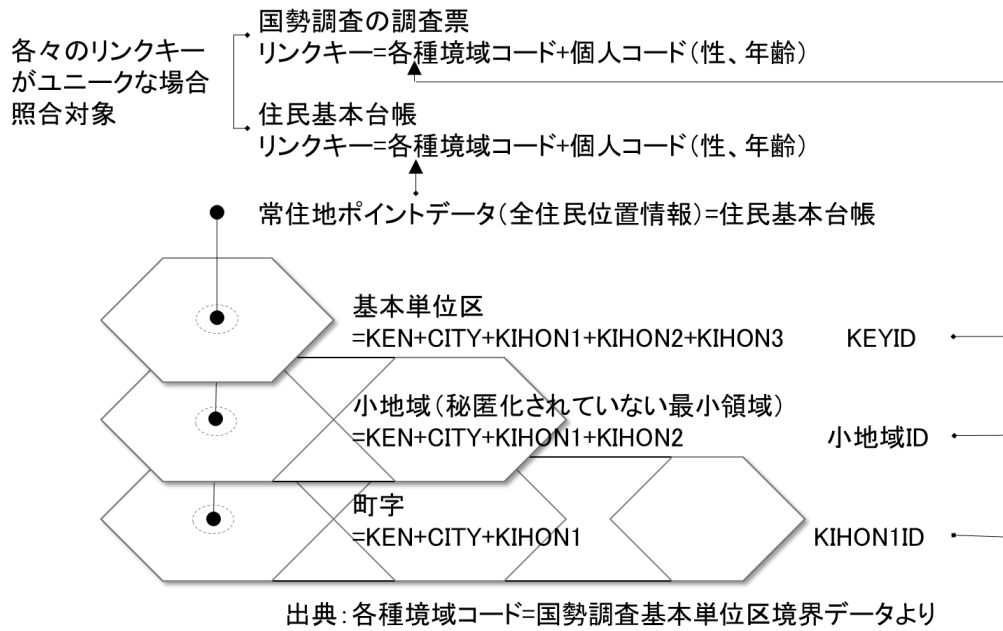 各々のリンクキー
がユニークな場合
照合対象
国勢調査の調査票
リンクキー=各種境域コード+個人コード(性、年齢)
住民基本台帳
リンクキー=各種境域コード+個人コード(性、年齢)
常住地ポイントデータ(全住民位置情報)=住民基本台帳
基本単位区
=KEN+CITY+KIHON1+KIHON2+KIHON3 KEYID
小地域(秘匿化されていない最小領域)
=KEN+CITY+KIHON1+KIHON2 小地域ID
町字
=KEN+CITY+KIHON1 KIHON1ID
出典:各種境域コード=国勢調査基本単位区境界データより